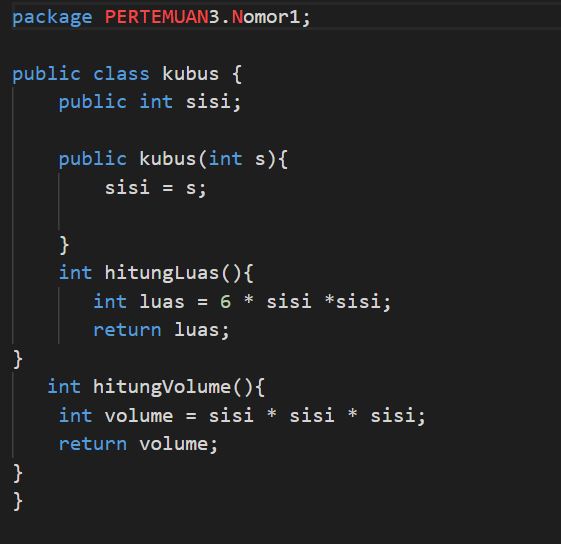 package PERTEMUAN3.Nomor1;
public class kubus {
public int sisi;
public kubus(int s){
sisi = s;
}
int hitungLuas(){
int luas = 6 * sisi *sisi;
return luas;
}
int hitungVolume(){
int volume = sisi * sisi * sisi;
return volume;
}
}